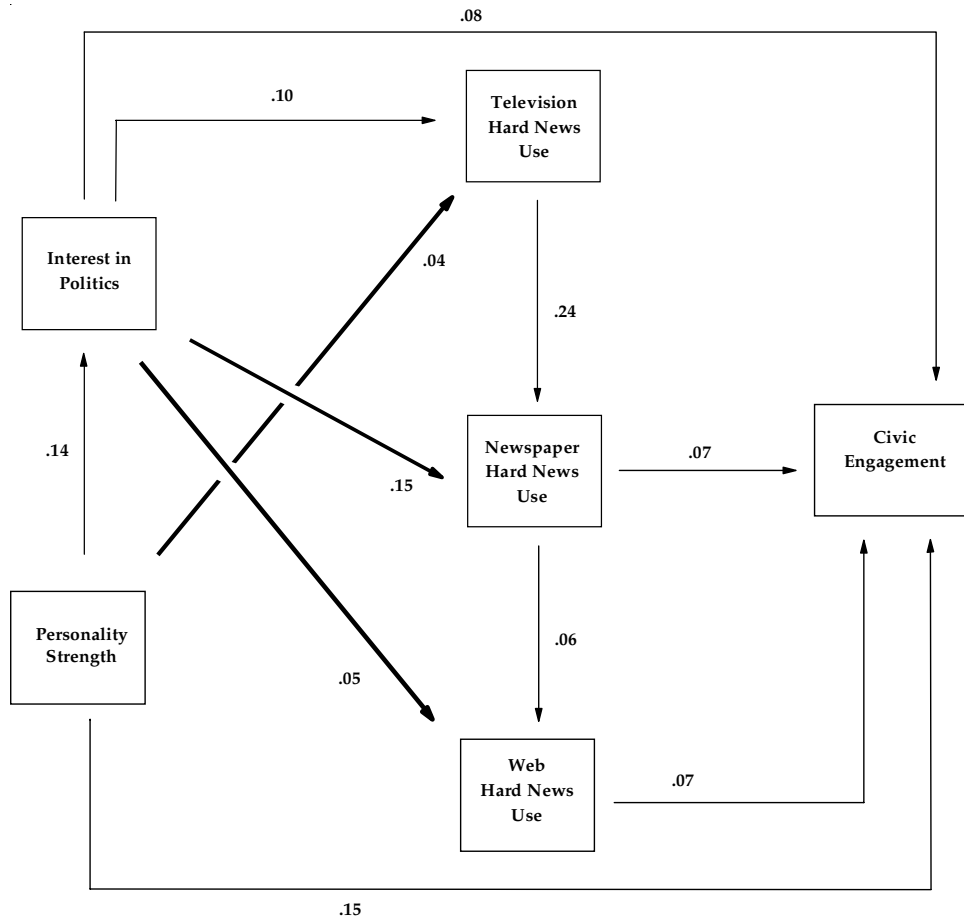 .08
.10
Television
Hard News
Use
Interest in
Politics
.04
.24
.14
.15
Newspaper
Hard News
Use
.07
Civic
Engagement
Personality
Strength
.06
.05
Web
Hard News
Use
.07
.15